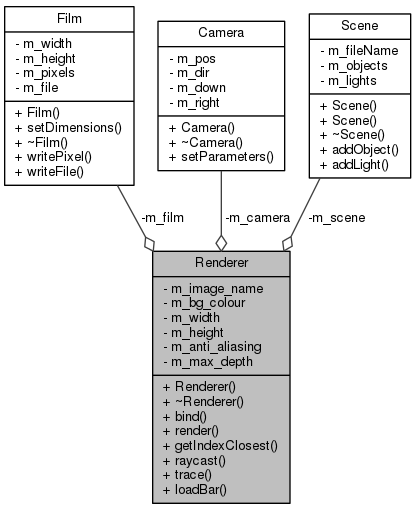 Film
- m_width
- m_height
- m_pixels
- m_file
+ Film()
+ setDimensions()
+ ~Film()
+ writePixel()
+ writeFile()
Camera
- m_pos
- m_dir
- m_down
- m_right
+ Camera()
+ ~Camera()
+ setParameters()
Scene
- m_fileName
- m_objects
- m_lights
+ Scene()
+ Scene()
+ ~Scene()
+ addObject()
+ addLight()
-m_film
-m_camera
-m_scene
Renderer
- m_image_name
- m_bg_colour
- m_width
- m_height
- m_anti_aliasing
- m_max_depth
+ Renderer()
+ ~Renderer()
+ bind()
+ render()
+ getIndexClosest()
+ raycast()
+ trace()
+ loadBar()